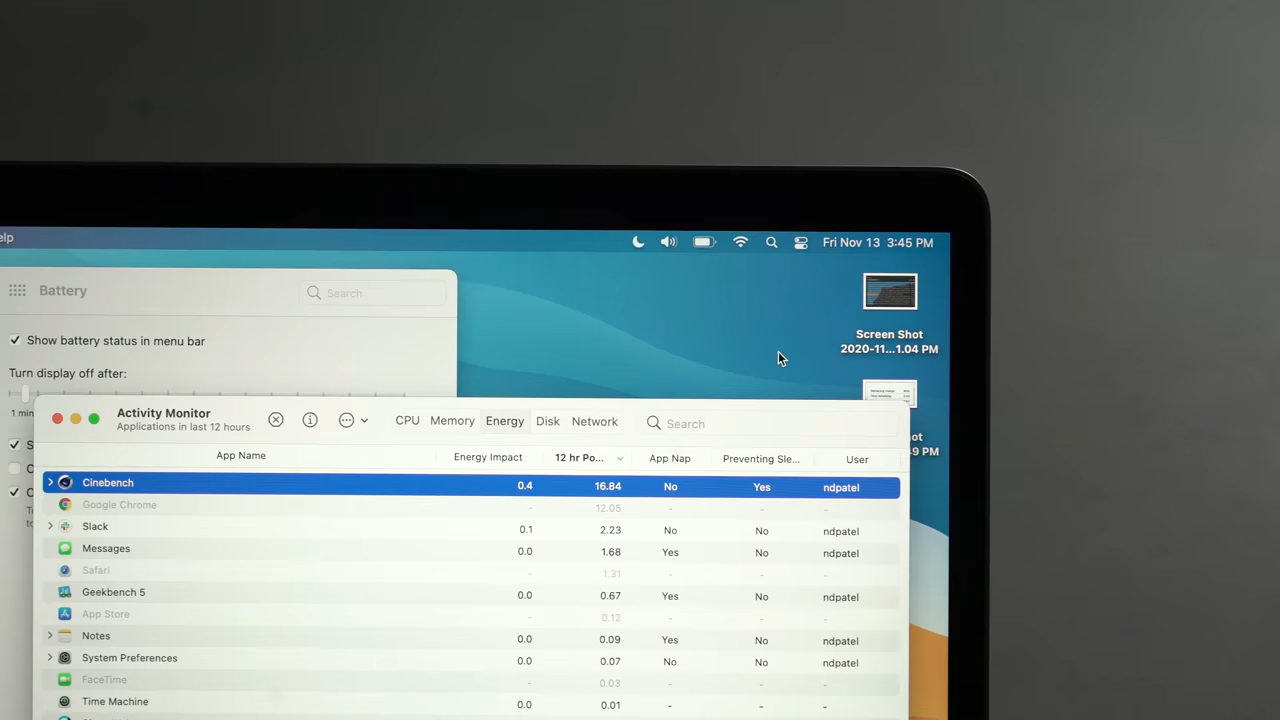 elp
Fri Nov 13 3:45 PM
Battery
Search
Screen Shot
2020-11...1.04 PM
Show battery status in menu bar
Turn display off after:
1 min
ot
9 PM
Activity Monitor
Applications in last 12 hours
CPU Memory Energy Disk Network
Search
App Name Energy Impact 12 hr Po... App Nap Preventing Sle... User
Cinebench 0.4 16.84 No Yes ndpatel
Google Chrome - 12.05 - - -
Slack 0.1 2.23 No No ndpatel
Messages 0.0 1.68 Yes No ndpatel
Safari - 1.31 - - -
Geekbench 5 0.0 0.67 Yes No ndpatel
App Store - 0.12 - - -
Notes 0.0 0.09 Yes No ndpatel
System Preferences 0.0 0.07 No No ndpatel
FaceTime - 0.03 - - -
Time Machine 0.0 0.01 - - -